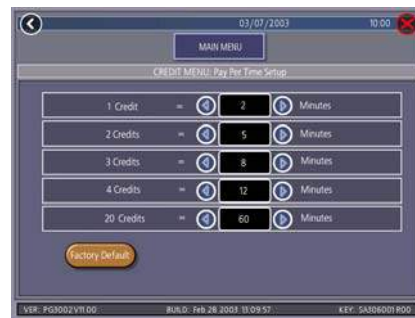 03/07/2003 10:00
MAIN MENU
CREDIT MENU: Pay Per Time Setup
1 Credit = 2 Minutes
2 Credits = 5 Minutes
3 Credits = 8 Minutes
4 Credits = 12 Minutes
20 Credits = 60 Minutes
Factory Default
VER: PG3002V11.00 BUILD: Feb 28 2003 11:09:57 KEY: SA306001R00